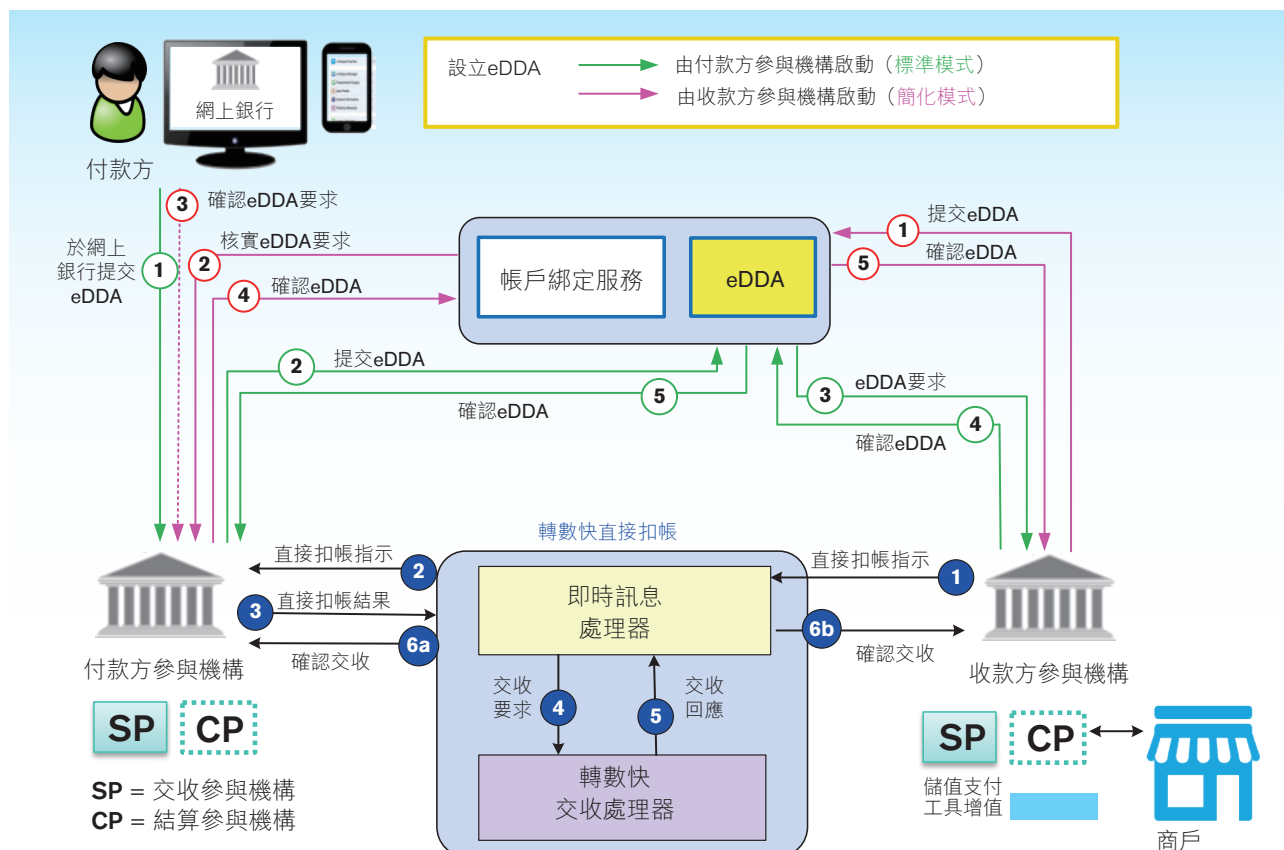 網上銀行
付款方
設立eDDA
由付款方參與機構啟動（標準模式）
由收款方參與機構啟動（簡化模式）
3
確認eDDA要求
於網上
銀行提交
eDDA
1
2
核實eDDA要求
4
確認eDDA
帳戶綁定服務
eDDA
1
提交eDDA
5
確認eDDA
2
提交eDDA
5
確認eDDA
3
eDDA要求
4
確認eDDA
轉數快直接扣帳
直接扣帳指示
2
3
直接扣帳結果
6a
確認交收
付款方參與機構
即時訊息
處理器
交收
要求
4
5
交收
回應
轉數快
交收處理器
直接扣帳指示
1
6b
確認交收
收款方參與機構
SP
CP
SP = 交收參與機構
CP = 結算參與機構
SP
CP
儲值支付
工具增值
商戶